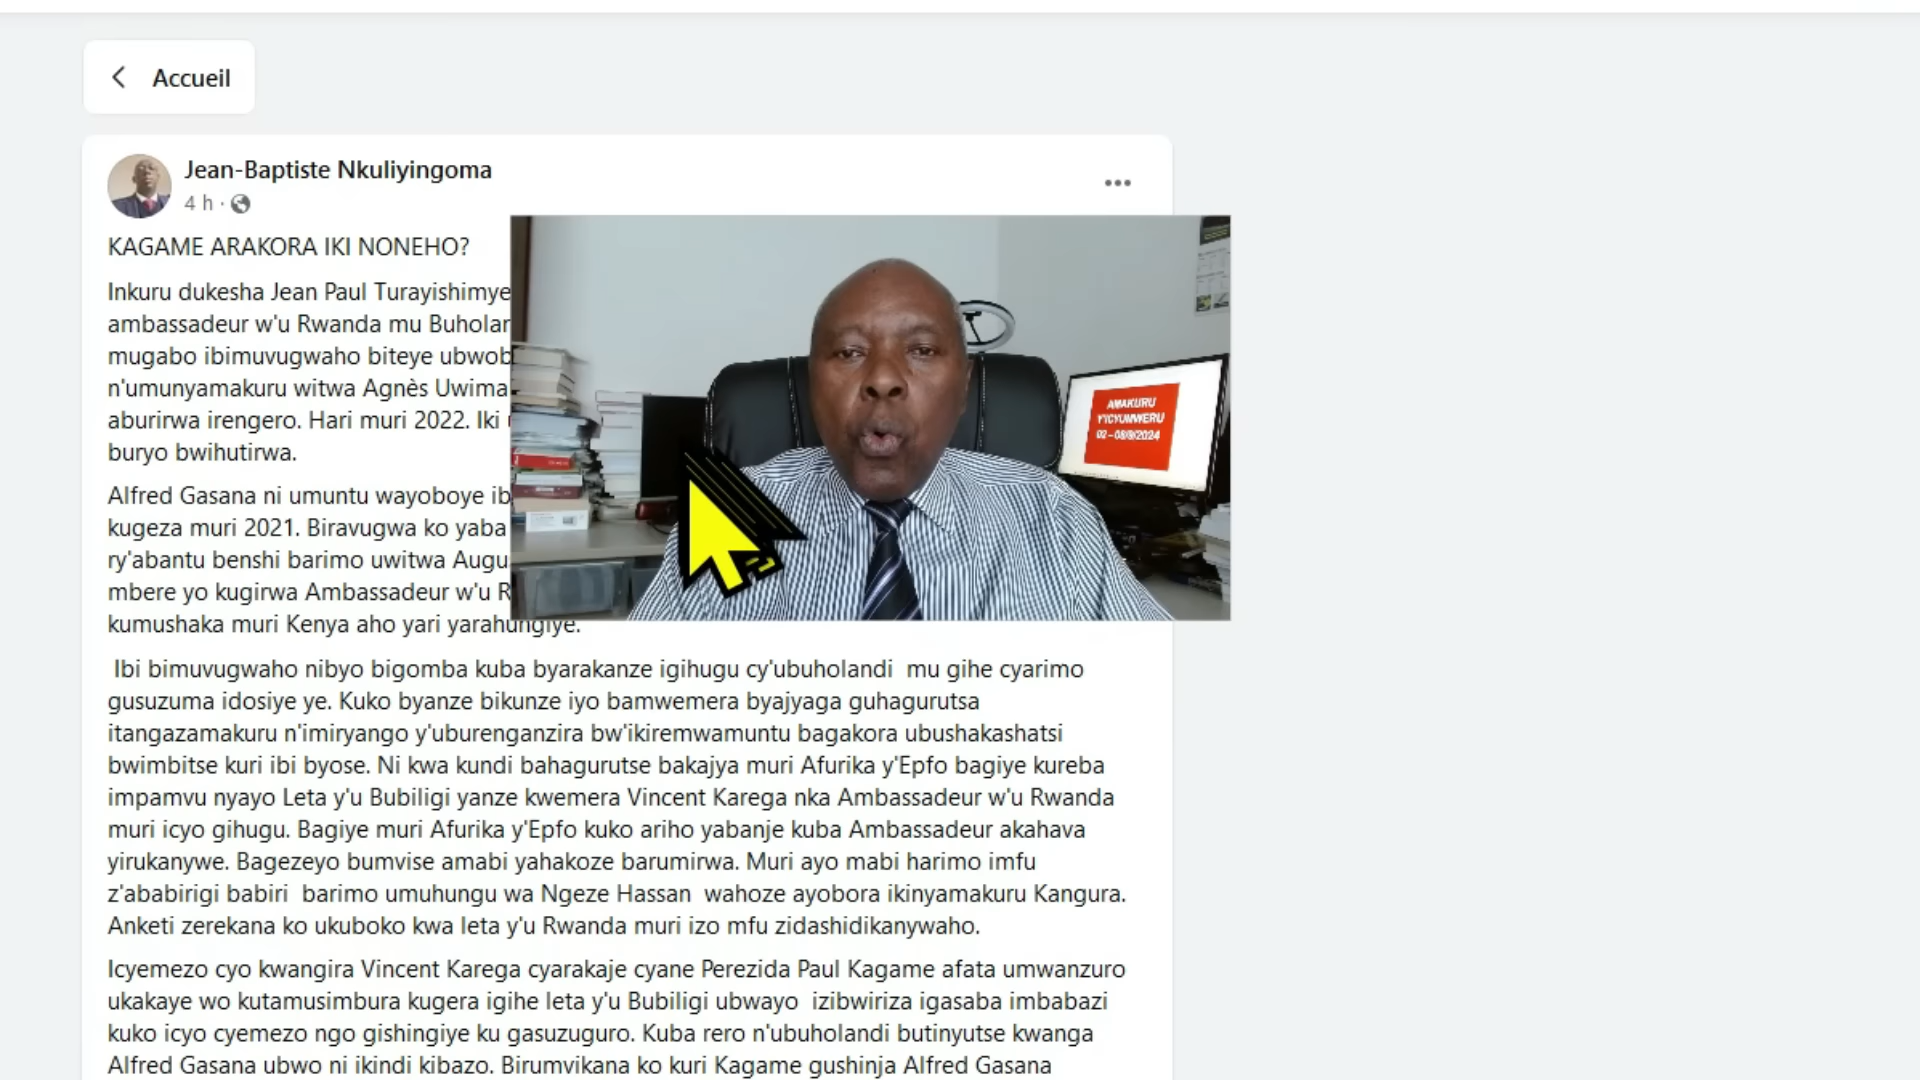 Accueil
Jean-Baptiste Nkuliyingoma
4 h ·
KAGAME ARAKORA IKI NONEHO?
Inkuru dukesha Jean Paul Turayishimye
ambassadeur w'u Rwanda mu
mugabo ibimuvugwaho biteye
n'umunyamakuru witwa Agnès Uwima
aburirwa irengero. Hari muri 2022. Iki
buryo bwihutirwa.
Alfred Gasana ni umuntu wayoboye
kugeza muri 2021. Biravugwa ko yaba
ry'abantu benshi barimo uwitwa
mbere yo kugirwa Ambassadeur w'u
kumushaka muri Kenya aho yari yarahungiye.
Ibi bimuvugwaho nibyo bigomba kuba byarakanze igihugu cy'ubuholandi mu gihe cyarimo
gusuzuma idosiye ye. Kuko byanze bikunze iyo bamwemera byajyaga guhagurutsa
itangazamakuru n'imiryango y'uburenganzira bw'ikiremwamuntu bagakora ubushakashatsi
bwimbitse kuri ibi byose. Ni kwa kundi bahagurutse bakajya muri Afurika y'Epfo bagiye kureba
impamvu nyayo Leta y'u Bubiligi yanze kwemera Vincent Karega nka Ambassadeur w'u Rwanda
muri icyo gihugu. Bagiye muri Afurika y'Epfo kuko ariho yabanje kuba Ambassadeur akahava
yirukanywe. Bagezeyo bumvise amabi yahakoze barumirwa. Muri ayo mabi harimo imfu
z'ababirigi babiri barimo umuhungu wa Ngeze Hassan wahoze ayobora ikinyamakuru Kangura.
Anketi zerekana ko ukuboko kwa leta y'u Rwanda muri izo mfu zidashidikanywaho.
Icyemezo cyo kwangira Vincent Karega cyarakaje cyane Perezida Paul Kagame afata umwanzuro
ukakaye wo kutamusimbura kugera igihe leta y'u Bubiligi ubwayo izibwiriza igasaba imbabazi
kuko icyo cyemezo ngo gishingiye ku gasuzuguro. Kuba rero n'ubuholandi butinyutse kwanga
Alfred Gasana ubwo ni ikindi kibazo. Birumvikana ko kuri Kagame gushinja Alfred Gasana
AMAKURU
Y'ICYUMWERU
02 – 08/9/2024